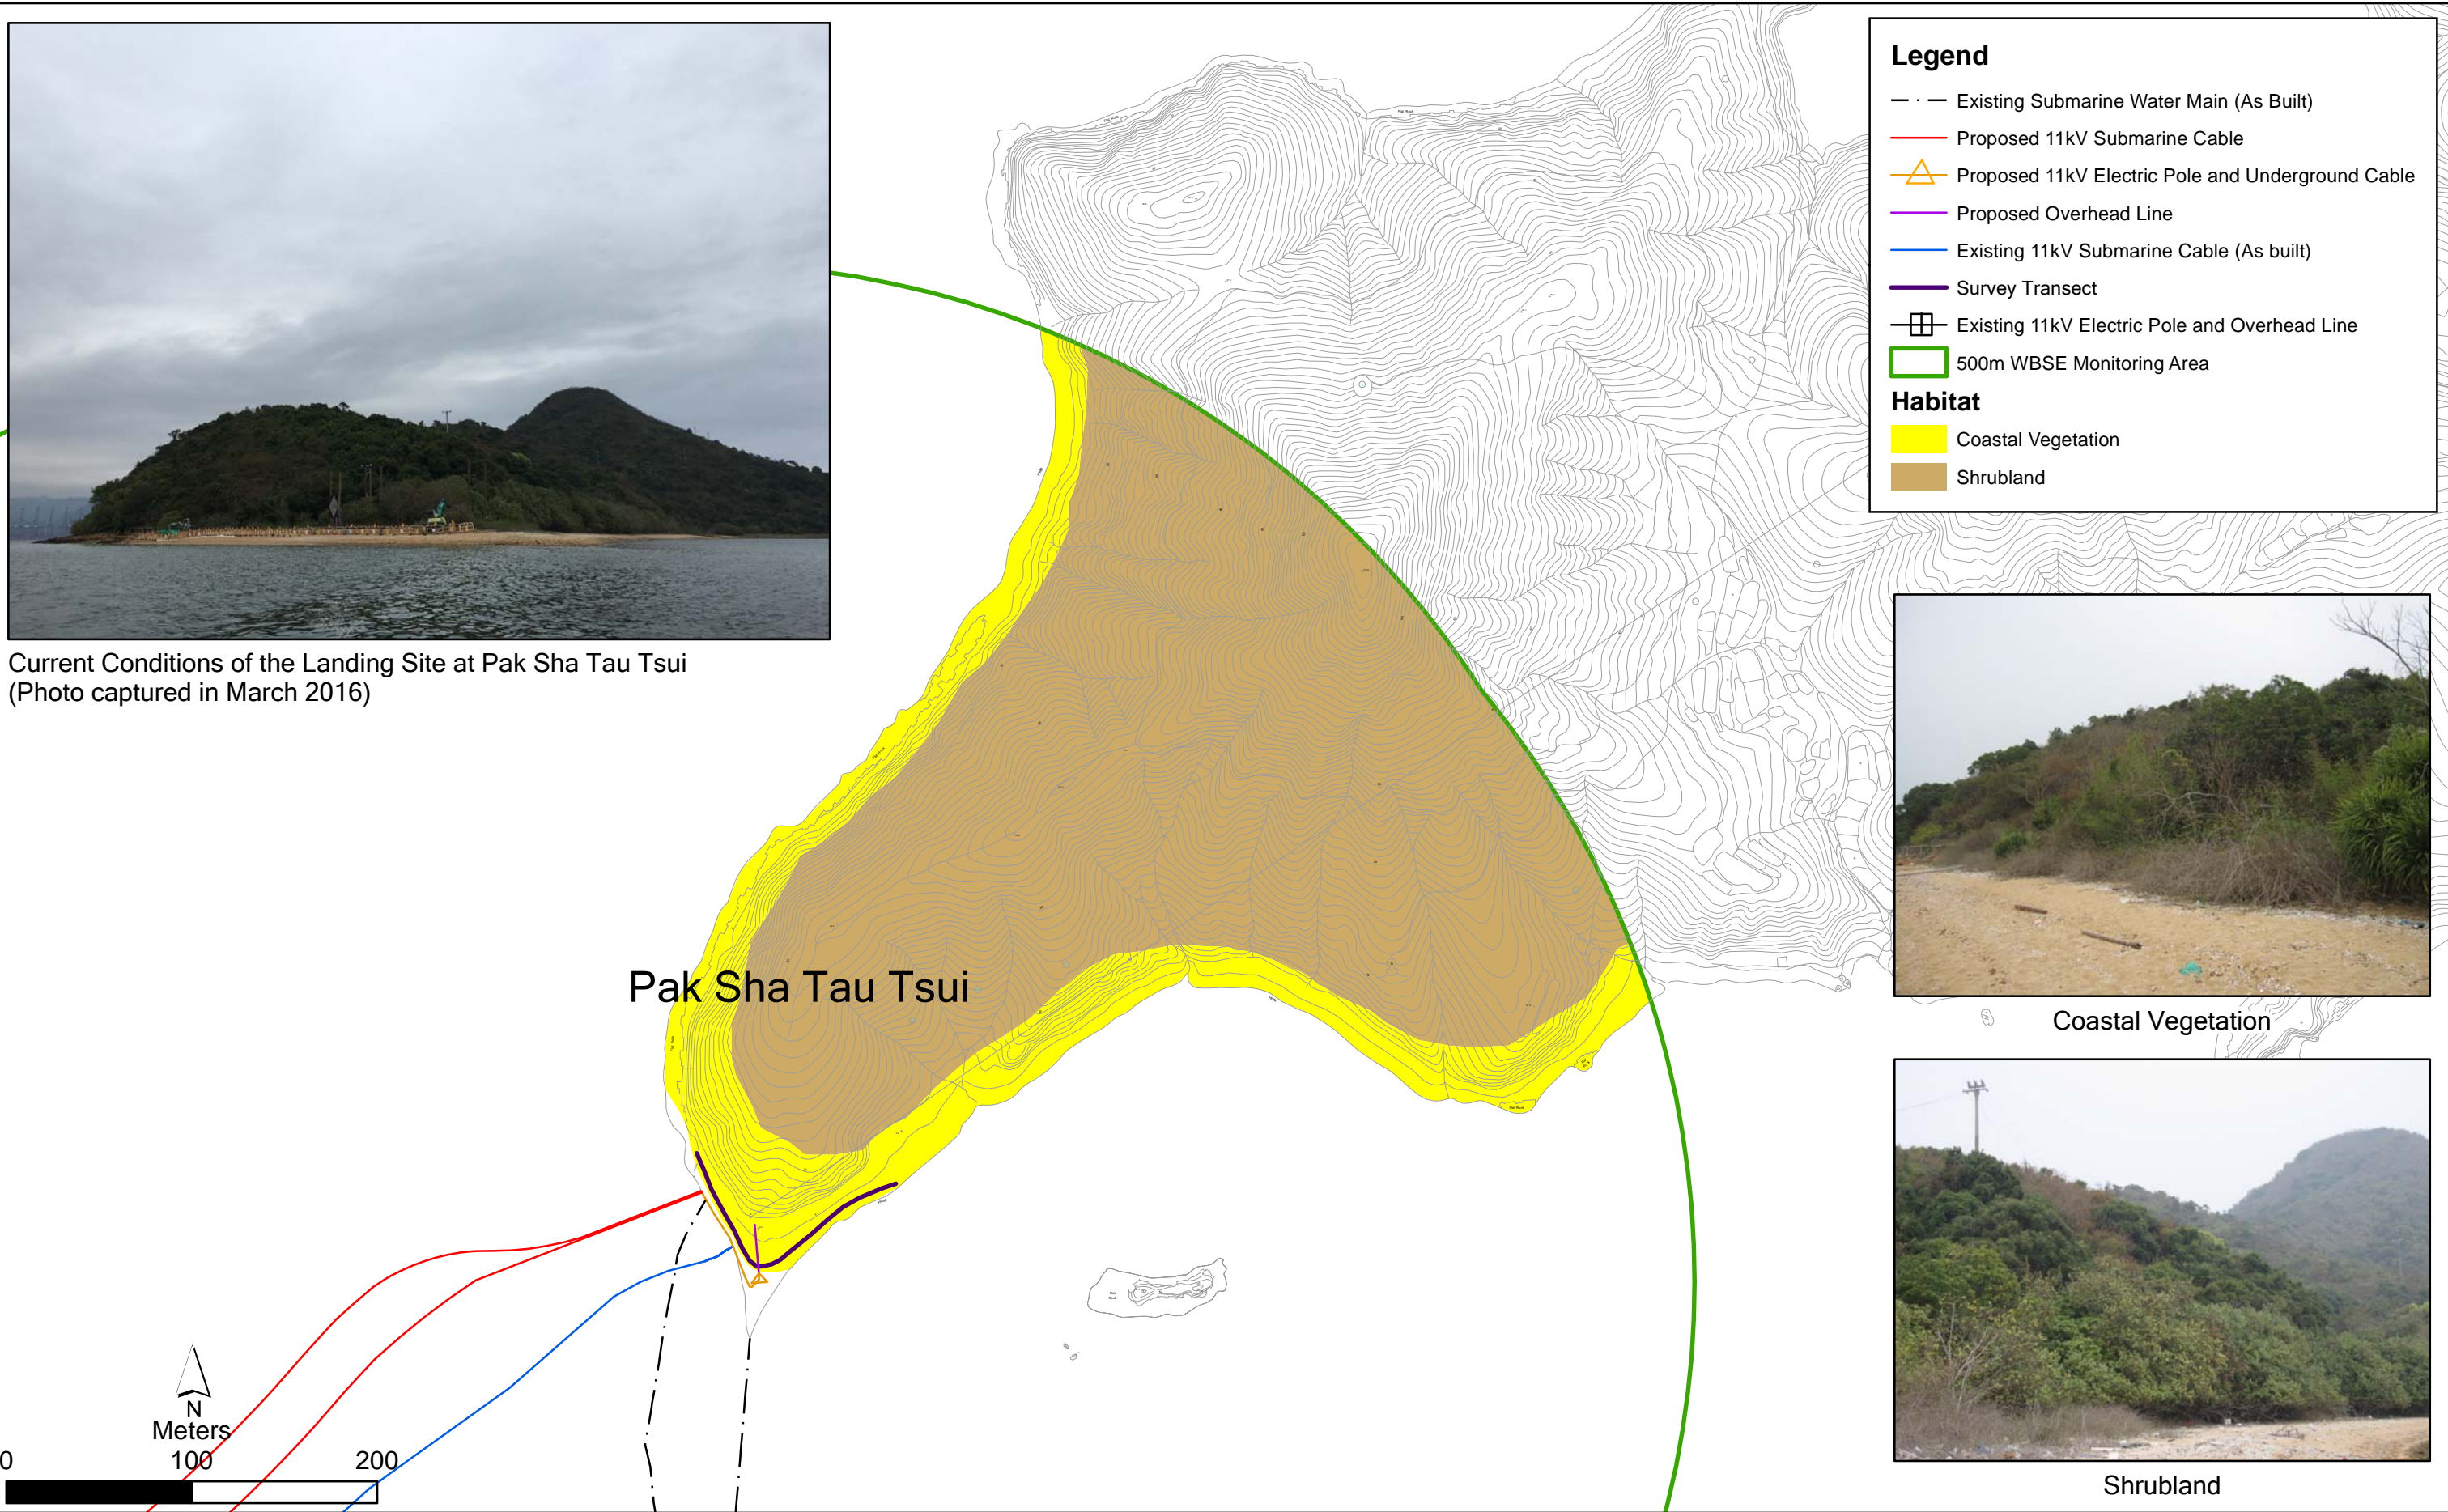 Legend
Existing Submarine Water Main (As Built)
Proposed 11kV Submarine Cable
Proposed 11kV Electric Pole and Underground Cable
Proposed Overhead Line
Existing 11kV Submarine Cable (As built)
Survey Transect
Existing 11kV Electric Pole and Overhead Line
500m WBSE Monitoring Area
Habitat
Coastal Vegetation
Shrubland
Current Conditions of the Landing Site at Pak Sha Tau Tsui
(Photo captured in March 2016)
Pak Sha Tau Tsui
Coastal Vegetation
Shrubland
N
Meters
0 100 200